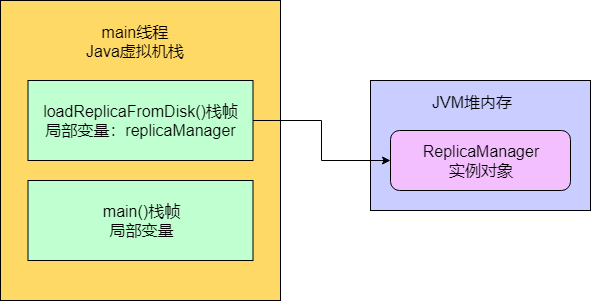 main线程
Java虚拟机栈
loadReplicaFromDisk()栈帧
局部变量：replicaManager
main()栈帧
局部变量
JVM堆内存
ReplicaManager
实例对象